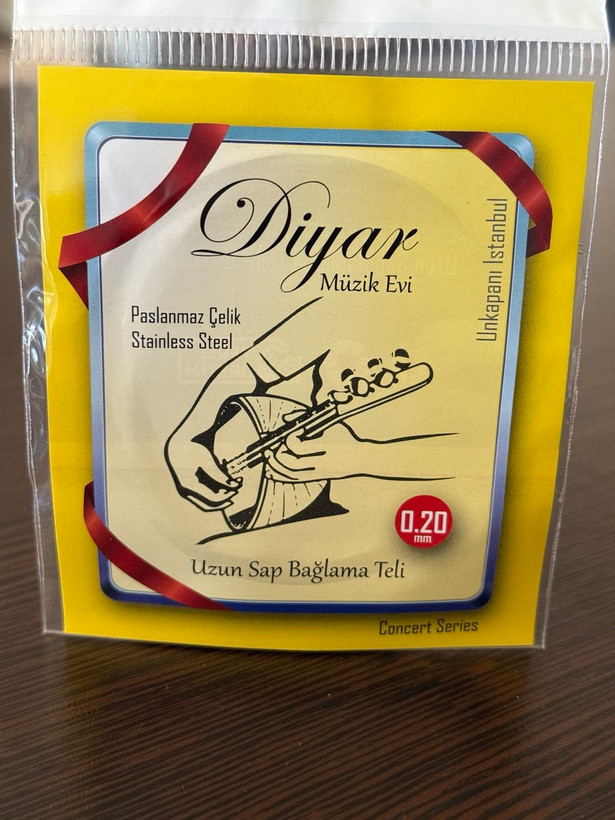 Diyar
Müzik Evi
Unkapanı İstanbul
Paslanmaz Çelik
Stainless Steel
0.20
mm
Uzun Sap Bağlama Teli
Concert Series